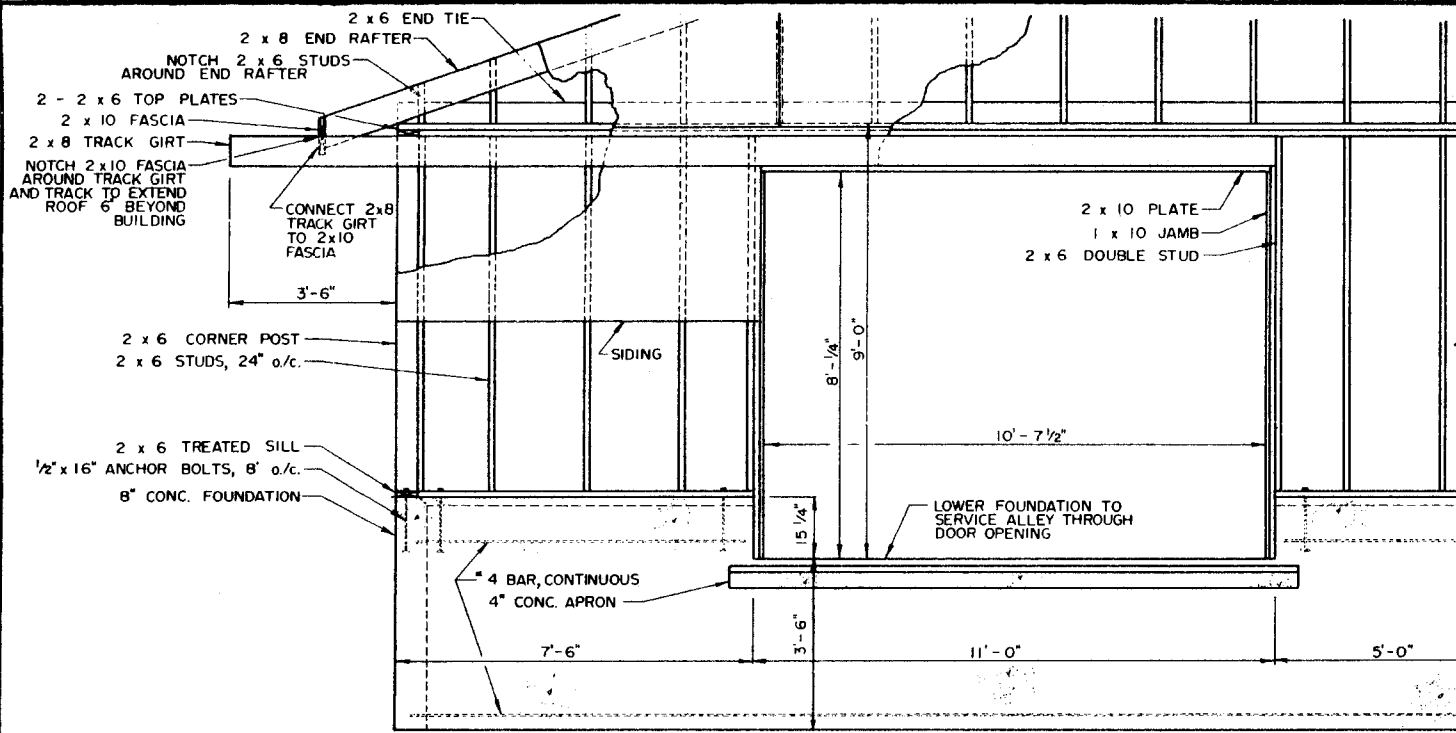 2 x 6 END TIE
2 x 8 END RAFTER
NOTCH 2 x 6 STUDS
AROUND END RAFTER
2 - 2 x 6 TOP PLATES
2 x 10 FASCIA
2 x 8 TRACK GIRT
NOTCH 2x10 FASCIA
AROUND TRACK GIRT
AND TRACK TO EXTEND
ROOF 6" BEYOND
BUILDING
CONNECT 2x8
TRACK GIRT
TO 2x10
FASCIA
3'-6"
2 x 6 CORNER POST
2 x 6 STUDS, 24" o/c.
SIDING
2 x 6 TREATED SILL
1/2" x 16" ANCHOR BOLTS, 8' o/c.
8" CONC. FOUNDATION
2 x 10 PLATE
1 x 10 JAMB
2 x 6 DOUBLE STUD
8'-1/4"
9'-0"
10'-7 1/2"
LOWER FOUNDATION TO
SERVICE ALLEY THROUGH
DOOR OPENING
15 1/4"
"4 BAR, CONTINUOUS
4" CONC. APRON
3'-6"
7'-6"
11'-0"
5'-0"